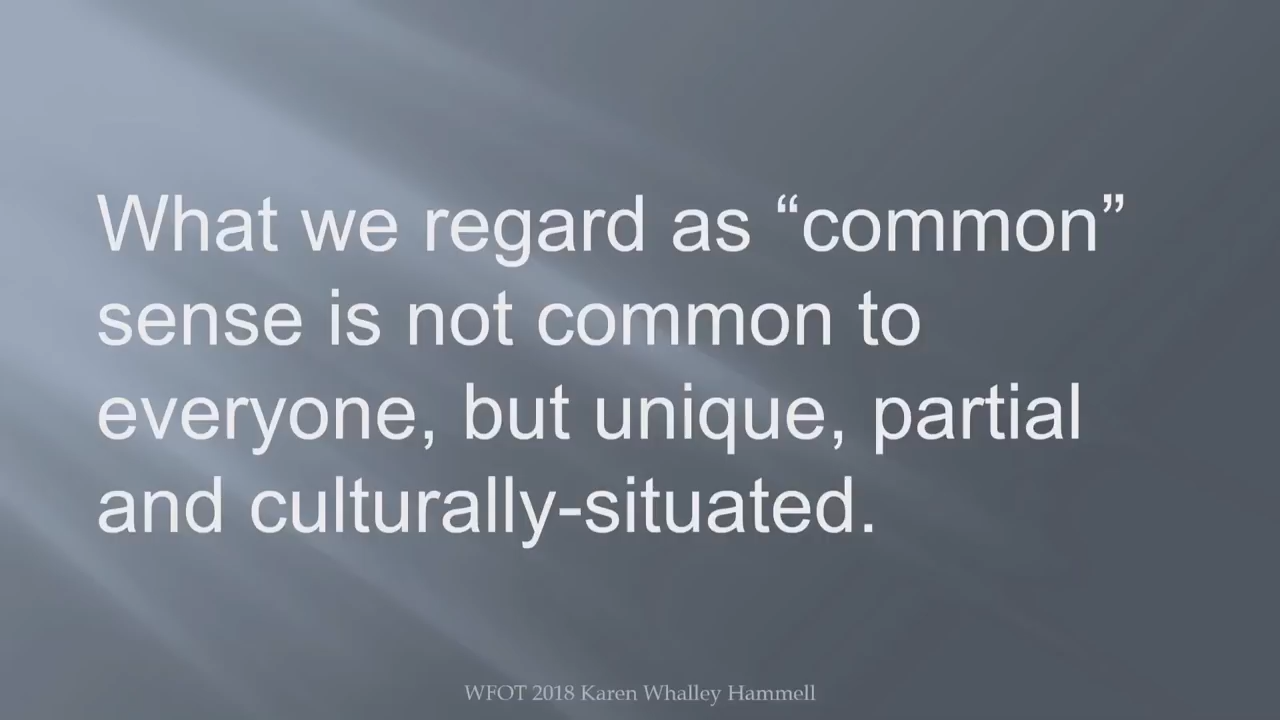 What we regard as “common”
sense is not common to
everyone, but unique, partial
and culturally-situated.
WFOT 2018 Karen Whalley Hammell